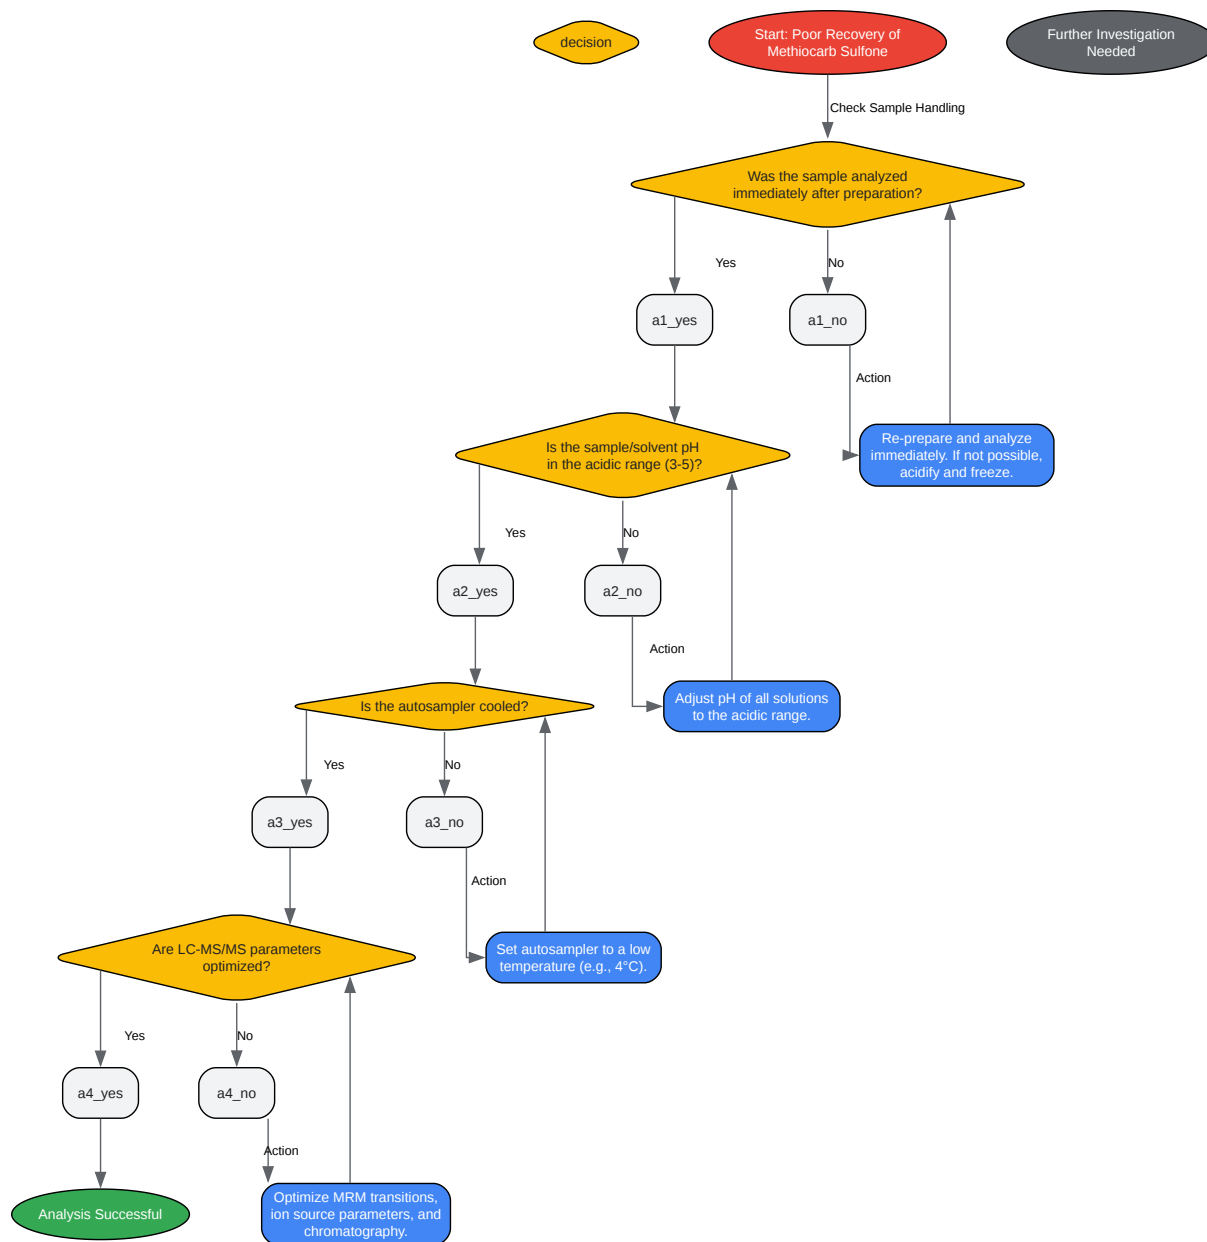 decision
Start: Poor Recovery of
Methiocarb Sulfone
Further Investigation
Needed
Check Sample Handling
Was the sample analyzed
immediately after preparation?
Yes
No
a1_yes
a1_no
Action
Re-prepare and analyze
immediately. If not possible,
acidify and freeze.
Is the sample/solvent pH
in the acidic range (3-5)?
Yes
No
a2_yes
a2_no
Action
Adjust pH of all solutions
to the acidic range.
Is the autosampler cooled?
Yes
No
a3_yes
a3_no
Action
Set autosampler to a low
temperature (e.g., 4°C).
Are LC-MS/MS parameters
optimized?
Yes
No
a4_yes
a4_no
Action
Analysis Successful
Optimize MRM transitions,
ion source parameters, and
chromatography.